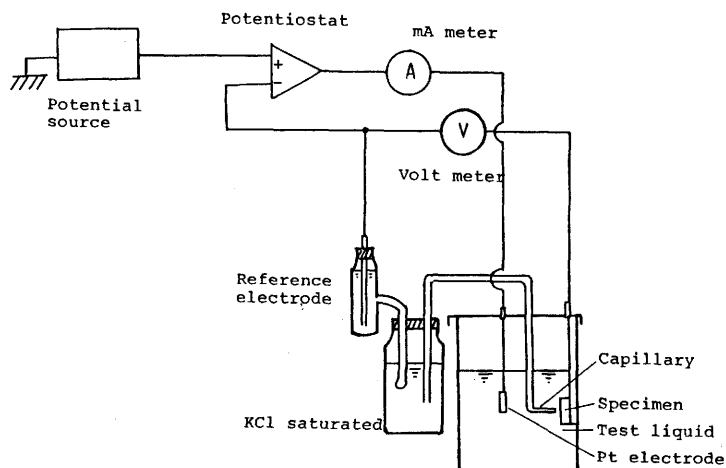 Potentiostat
mA meter
+
−
A
Potential
source
V
Volt meter
Reference
electrode
Capillary
Specimen
KCl saturated
Test liquid
Pt electrode